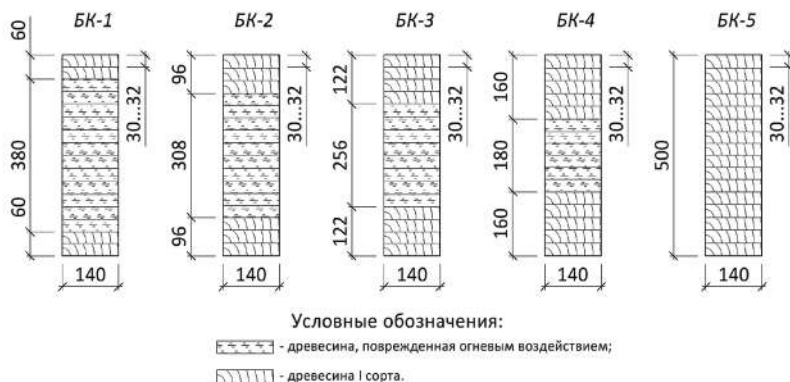 БК-1 БК-2 БК-3 БК-4 БК-5
60 380 60 30...32 140
96 308 96 30...32 140
122 256 122 30...32 140
160 180 160 30...32 140
500 30...32 140
Условные обозначения:
- древесина, поврежденная огневым воздействием;
- древесина I сорта.